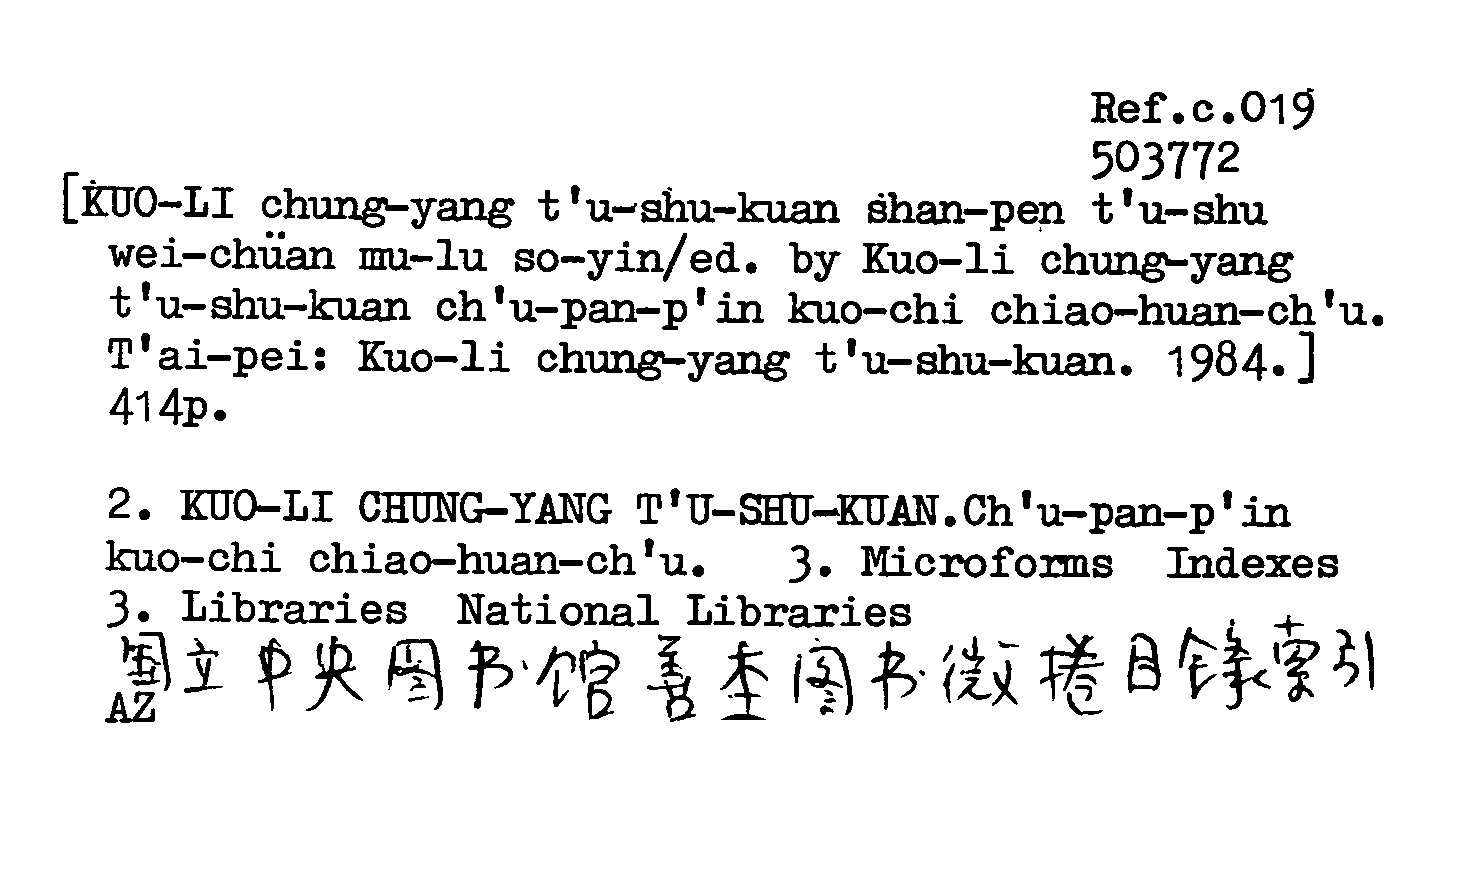 Ref.c.019
503772
[KUO-LI chung-yang t'u-shu-kuan shan-pen t'u-shu
wei-chüan mu-lu so-yin/ed. by Kuo-li chung-yang
t'u-shu-kuan ch'u-pan-p'in kuo-chi chiao-huan-ch'u.
T'ai-pei: Kuo-li chung-yang t'u-shu-kuan. 1984.]
414p.
2. KUO-LI CHUNG-YANG T'U-SHU-KUAN.Ch'u-pan-p'in
kuo-chi chiao-huan-ch'u.   3. Microforms  Indexes
3. Libraries  National Libraries
国立中央图书馆善本图书微捲目錄索引
AZ